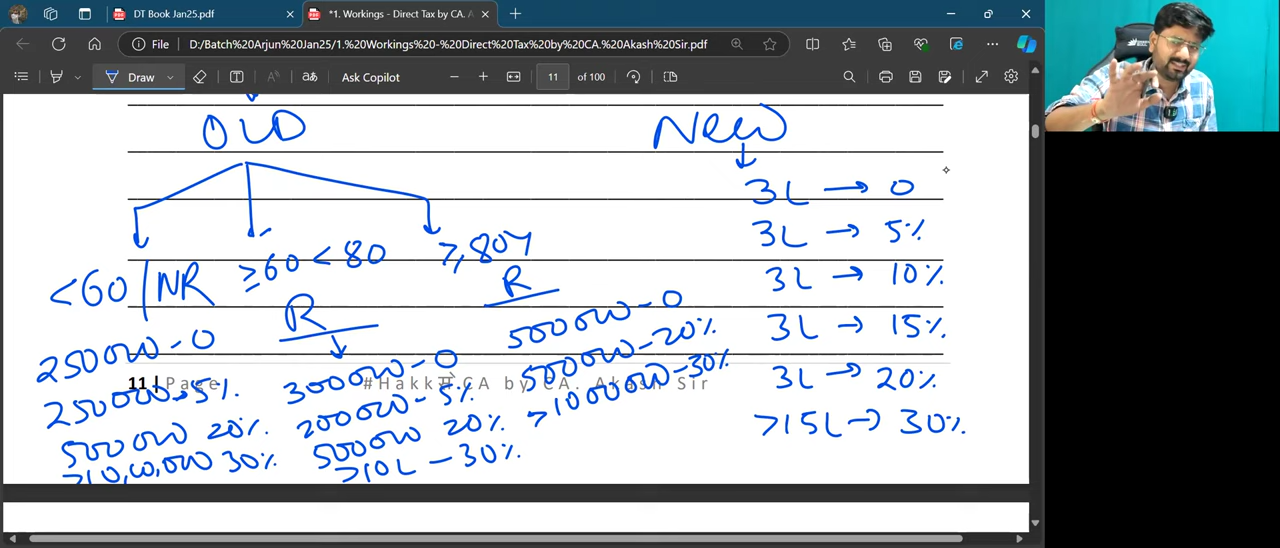 DT Book Jan25.pdf
*1. Workings - Direct Tax by CA. A
File
D:/Batch%20Arjun%20Jan25/1.%20Workings%20-%20Direct%20Tax%20by%20CA.%20Akash%20Sir.pdf
Draw
aあ
Ask Copilot
11
of 100
OLD
New
<60 | NR
≥60 < 80
≥80Y
R
R
250000 - 0
250000 - 5%
500000 20%
>10,00,000 30%
300000 - 0
200000 - 5%
500000 20%
>10L - 30%
500000 - 0
500000 - 20%
>1000000 - 30%
3L → 0
3L → 5%
3L → 10%
3L → 15%
3L → 20%
>15L → 30%
11 | Page
#Hakkसे CA by CA. Akash Sir